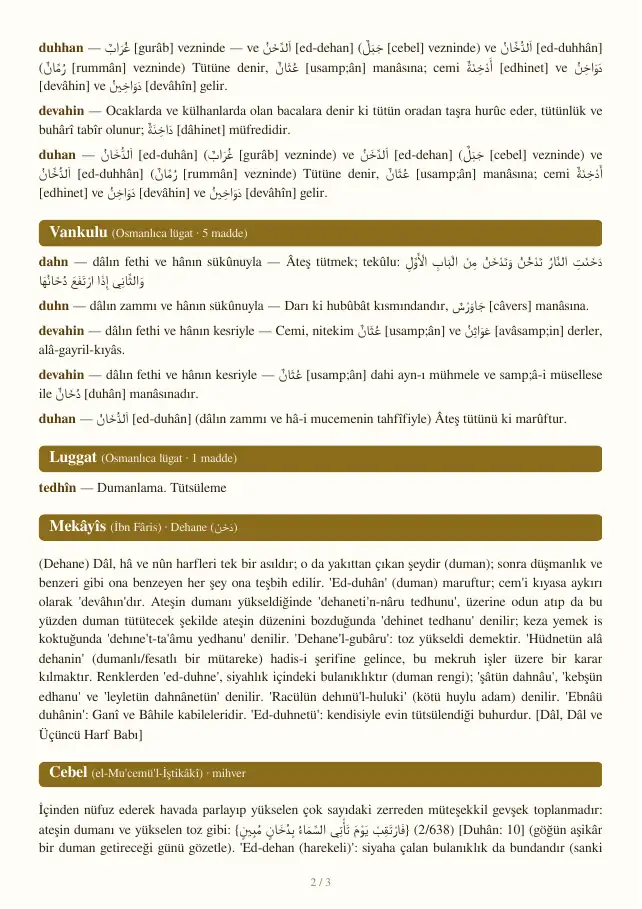 duhhan — غُرَابٌ [gurâb] vezninde — ve اَلدَّخَنُ [ed-dehan] (جَبَلٌ [cebel] vezninde) ve اَلدُّخَّانُ [ed-duhhân]
(رُمَّانٌ [rummân] vezninde) Tütüne denir, عُثَانٌ [usamp;ân] manâsına; cemi أَدْخِنَةٌ [edhinet] ve دَوَاخِنُ
[devâhin] ve دَوَاخِينُ [devâhîn] gelir.
devahin — Ocaklarda ve külhanlarda olan bacalara denir ki tütün oradan taşra hurûc eder, tütünlük ve
buhârî tabîr olunur; دَاخِنَةٌ [dâhinet] müfredidir.
duhan — اَلدُّخَانُ [ed-duhân] (غُرَابٌ [gurâb] vezninde) ve اَلدَّخَنُ [ed-dehan] (جَبَلٌ [cebel] vezninde) ve
اَلدُّخَّانُ [ed-duhhân] (رُمَّانٌ [rummân] vezninde) Tütüne denir, عُثَانٌ [usamp;ân] manâsına; cemi أَدْخِنَةٌ
[edhinet] ve دَوَاخِنُ [devâhin] ve دَوَاخِينُ [devâhîn] gelir.
Vankulu (Osmanlıca lügat · 5 madde)
dahn — dâlın fethi ve hânın sükûnuyla — Âteş tütmek; tekûlu: دَخَنَتِ النَّارُ تَدْخُنُ وَتَدْخَنُ مِنَ الْبَابِ الْأَوَّلِ
وَالثَّانِي إِذَا ارْتَفَعَ دُخَانُهَا
duhn — dâlın zammı ve hânın sükûnuyla — Darı ki hubûbât kısmındandır, جَاوَرْسٌ [câvers] manâsına.
devahin — dâlın fethi ve hânın kesriyle — Cemi, nitekim عُثَانٌ [usamp;ân] ve عَوَاثِنُ [avâsamp;in] derler,
alâ-gayril-kıyâs.
devahin — dâlın fethi ve hânın kesriyle — عُثَانٌ [usamp;ân] dahi ayn-ı mühmele ve samp;â-i müsellese
ile دُخَانٌ [duhân] manâsınadır.
duhan — اَلدُّخَانُ [ed-duhân] (dâlın zammı ve hâ-i mucemenin tahfîfiyle) Âteş tütünü ki marûftur.
Luggat (Osmanlıca lügat · 1 madde)
tedhîn — Dumanlama. Tütsüleme
Mekâyîs (İbn Fâris) · Dehane (دَخَنَ)
(Dehane) Dâl, hâ ve nûn harfleri tek bir asıldır; o da yakıttan çıkan şeydir (duman); sonra düşmanlık ve
benzeri gibi ona benzeyen her şey ona teşbih edilir. 'Ed-duhân' (duman) maruftur; cem'i kıyasa aykırı
olarak 'devâhın'dır. Ateşin dumanı yükseldiğinde 'dehaneti'n-nâru tedhunu', üzerine odun atıp da bu
yüzden duman tütütecek şekilde ateşin düzenini bozduğunda 'dehinet tedhanu' denilir; keza yemek is
koktuğunda 'dehıne't-ta'âmu yedhanu' denilir. 'Dehane'l-gubâru': toz yükseldi demektir. 'Hüdnetün alâ
dehanin' (dumanlı/fesatlı bir mütareke) hadis-i şerifine gelince, bu mekruh işler üzere bir karar
kılmaktır. Renklerden 'ed-duhne', siyahlık içindeki bulanıklıktır (duman rengi); 'şâtün dahnâu', 'kebşün
edhanu' ve 'leyletün dahnânetün' denilir. 'Racülün dehınü'l-huluki' (kötü huylu adam) denilir. 'Ebnâü
duhânin': Ganî ve Bâhile kabileleridir. 'Ed-duhnetü': kendisiyle evin tütsülendiği buhurdur. [Dâl, Dâl ve
Üçüncü Harf Babı]
Cebel (el-Mu'cemü'l-İştikâkî) · mihver
İçinden nüfuz ederek havada parlayıp yükselen çok sayıdaki zerreden müteşekkil gevşek toplanmadır:
ateşin dumanı ve yükselen toz gibi: {فَارْتَقِبْ يَوْمَ تَأْتِي السَّمَاءُ بِدُخَانٍ مُبِينٍ} (2/638) [Duhân: 10] (göğün aşikâr
bir duman getireceği günü gözetle). 'Ed-dehan (harekeli)': siyaha çalan bulanıklık da bundandır (sanki
2 / 3